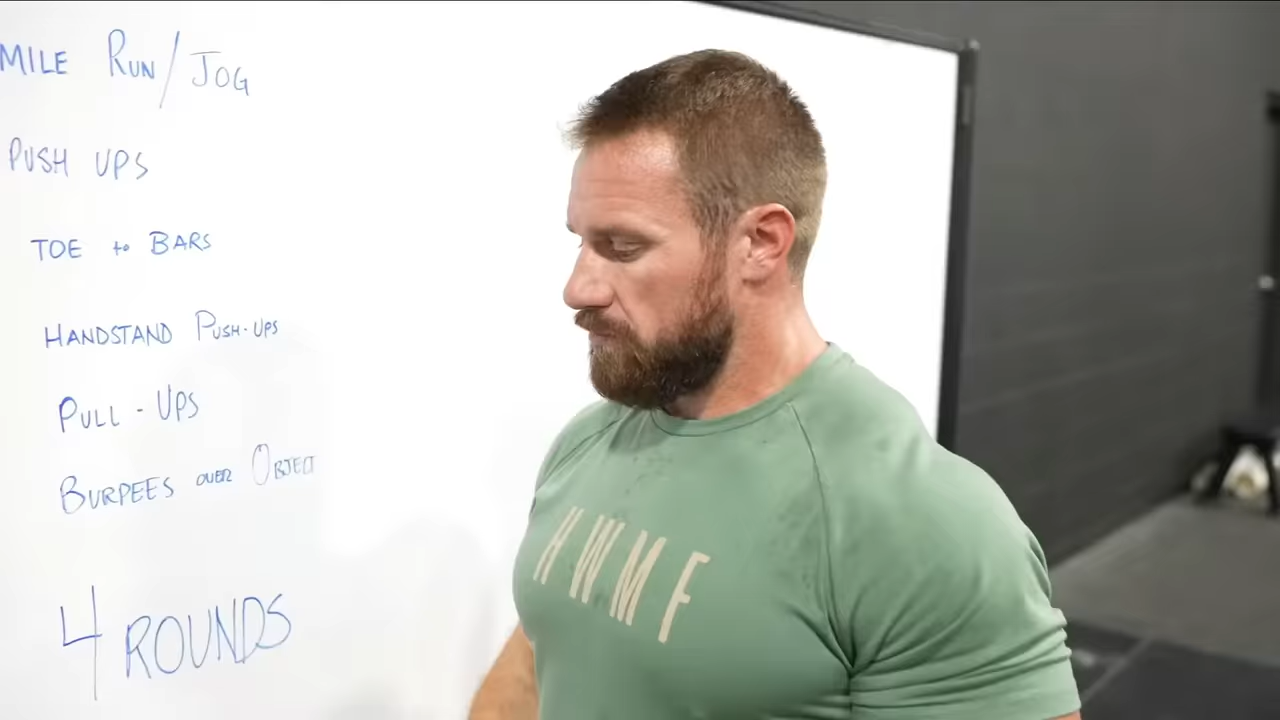 MILE RUN/JOG
PUSH UPS
TOE to BARS
HANDSTAND PUSH-UPS
PULL-UPS
BURPEES OVER OBJECT
4 ROUNDS
HWMF